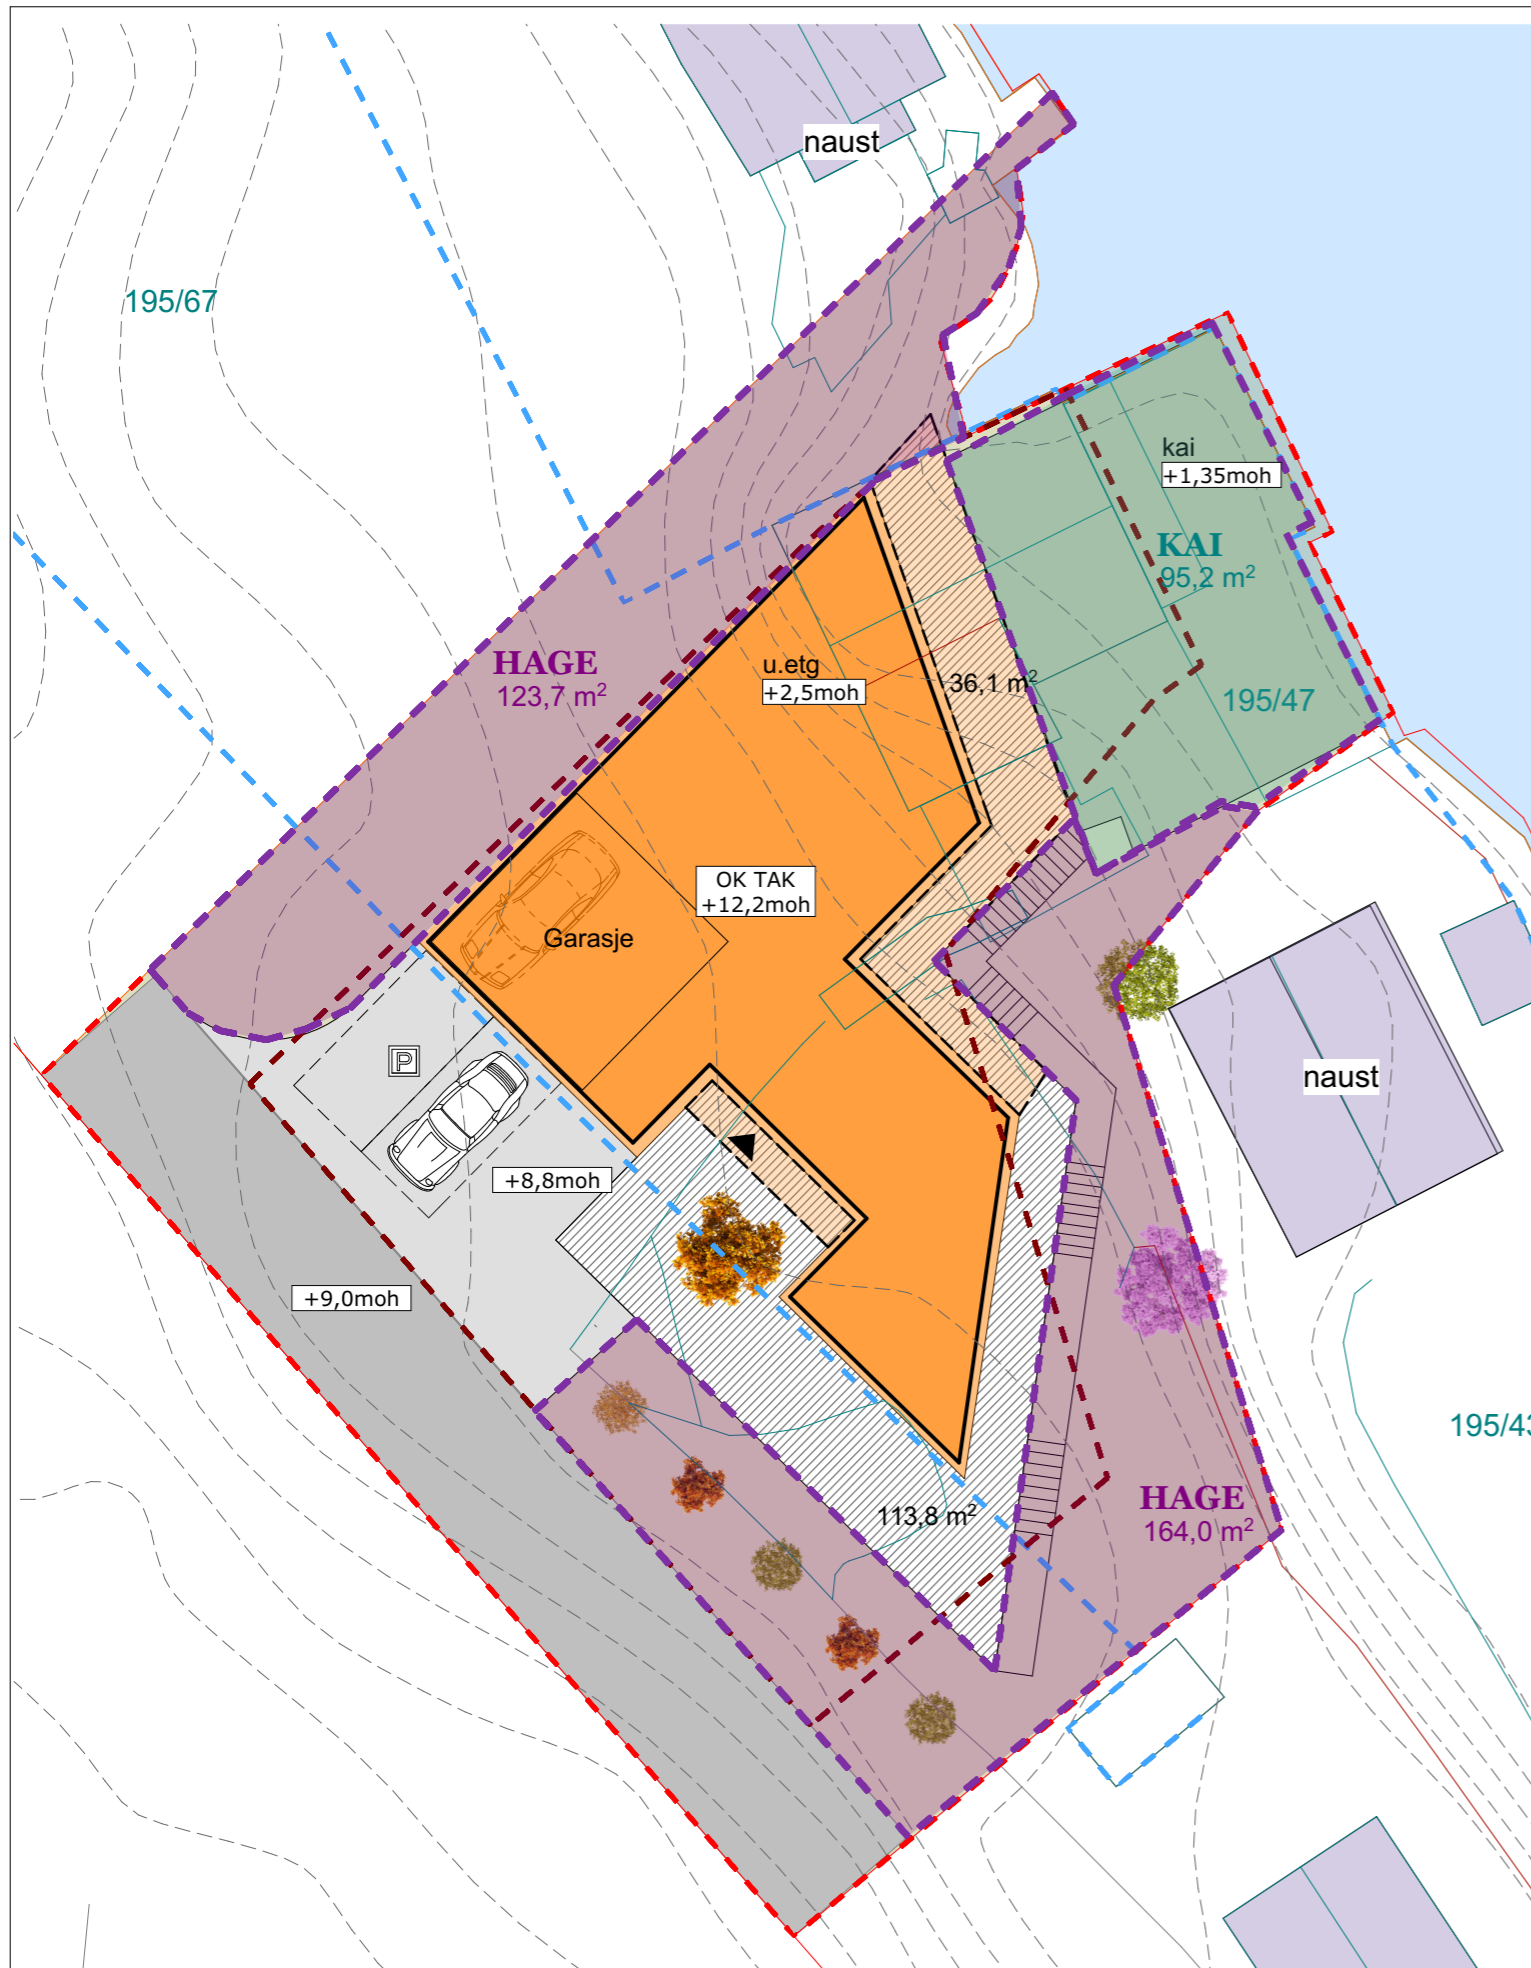 naust
195/67
kai
+1,35moh
KAI
95,2 m²
HAGE
123,7 m²
u.etg
+2,5moh
36,1 m²
195/47
OK TAK
+12,2moh
Garasje
P
naust
+8,8moh
+9,0moh
195/43
HAGE
164,0 m²
113,8 m²